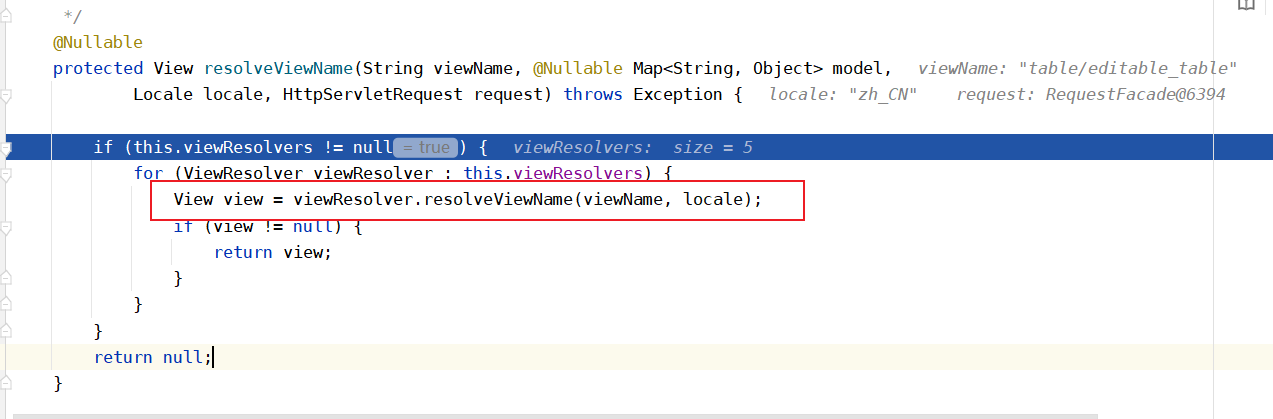 */
@Nullable
protected View resolveViewName(String viewName, @Nullable Map<String, Object> model,   viewName: "table/editable_table"
        Locale locale, HttpServletRequest request) throws Exception {   locale: "zh_CN"    request: RequestFacade@6394
    if (this.viewResolvers != null = true ) {   viewResolvers:  size = 5
        for (ViewResolver viewResolver : this.viewResolvers) {
            View view = viewResolver.resolveViewName(viewName, locale);
            if (view != null) {
                return view;
            }
        }
    }
    return null;
}